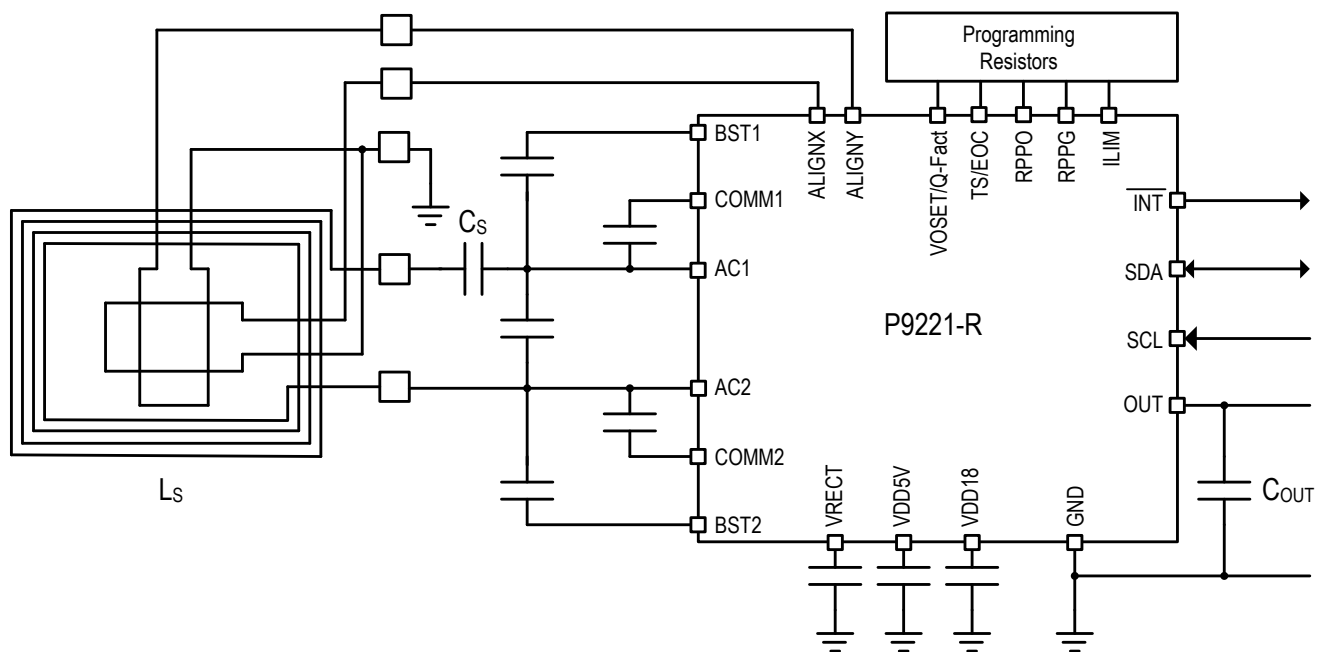 Programming
Resistors
BST1
COMM1
AC1
AC2
COMM2
BST2
ALIGNX
ALIGNY
VOSET/Q-Fact
TS/EOC
RPPO
RPPG
ILIM
INT
SDA
SCL
OUT
P9221-R
CS
LS
VRECT
VDD5V
VDD18
GND
COUT